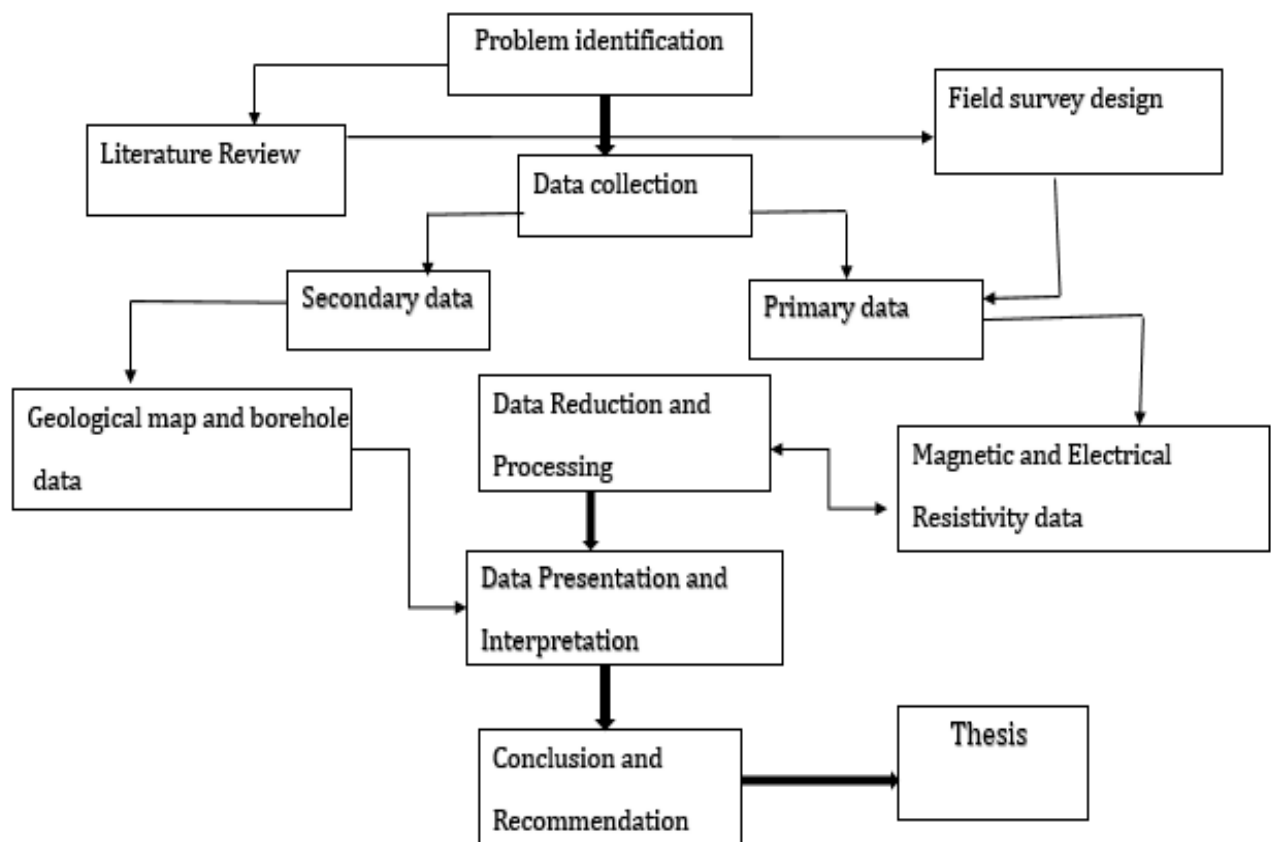 Problem identification
Field survey design
Literature Review
Data collection
Secondary data
Primary data
Geological map and borehole
data
Data Reduction and
Processing
Magnetic and Electrical
Resistivity data
Data Presentation and
Interpretation
Conclusion and
Recommendation
Thesis